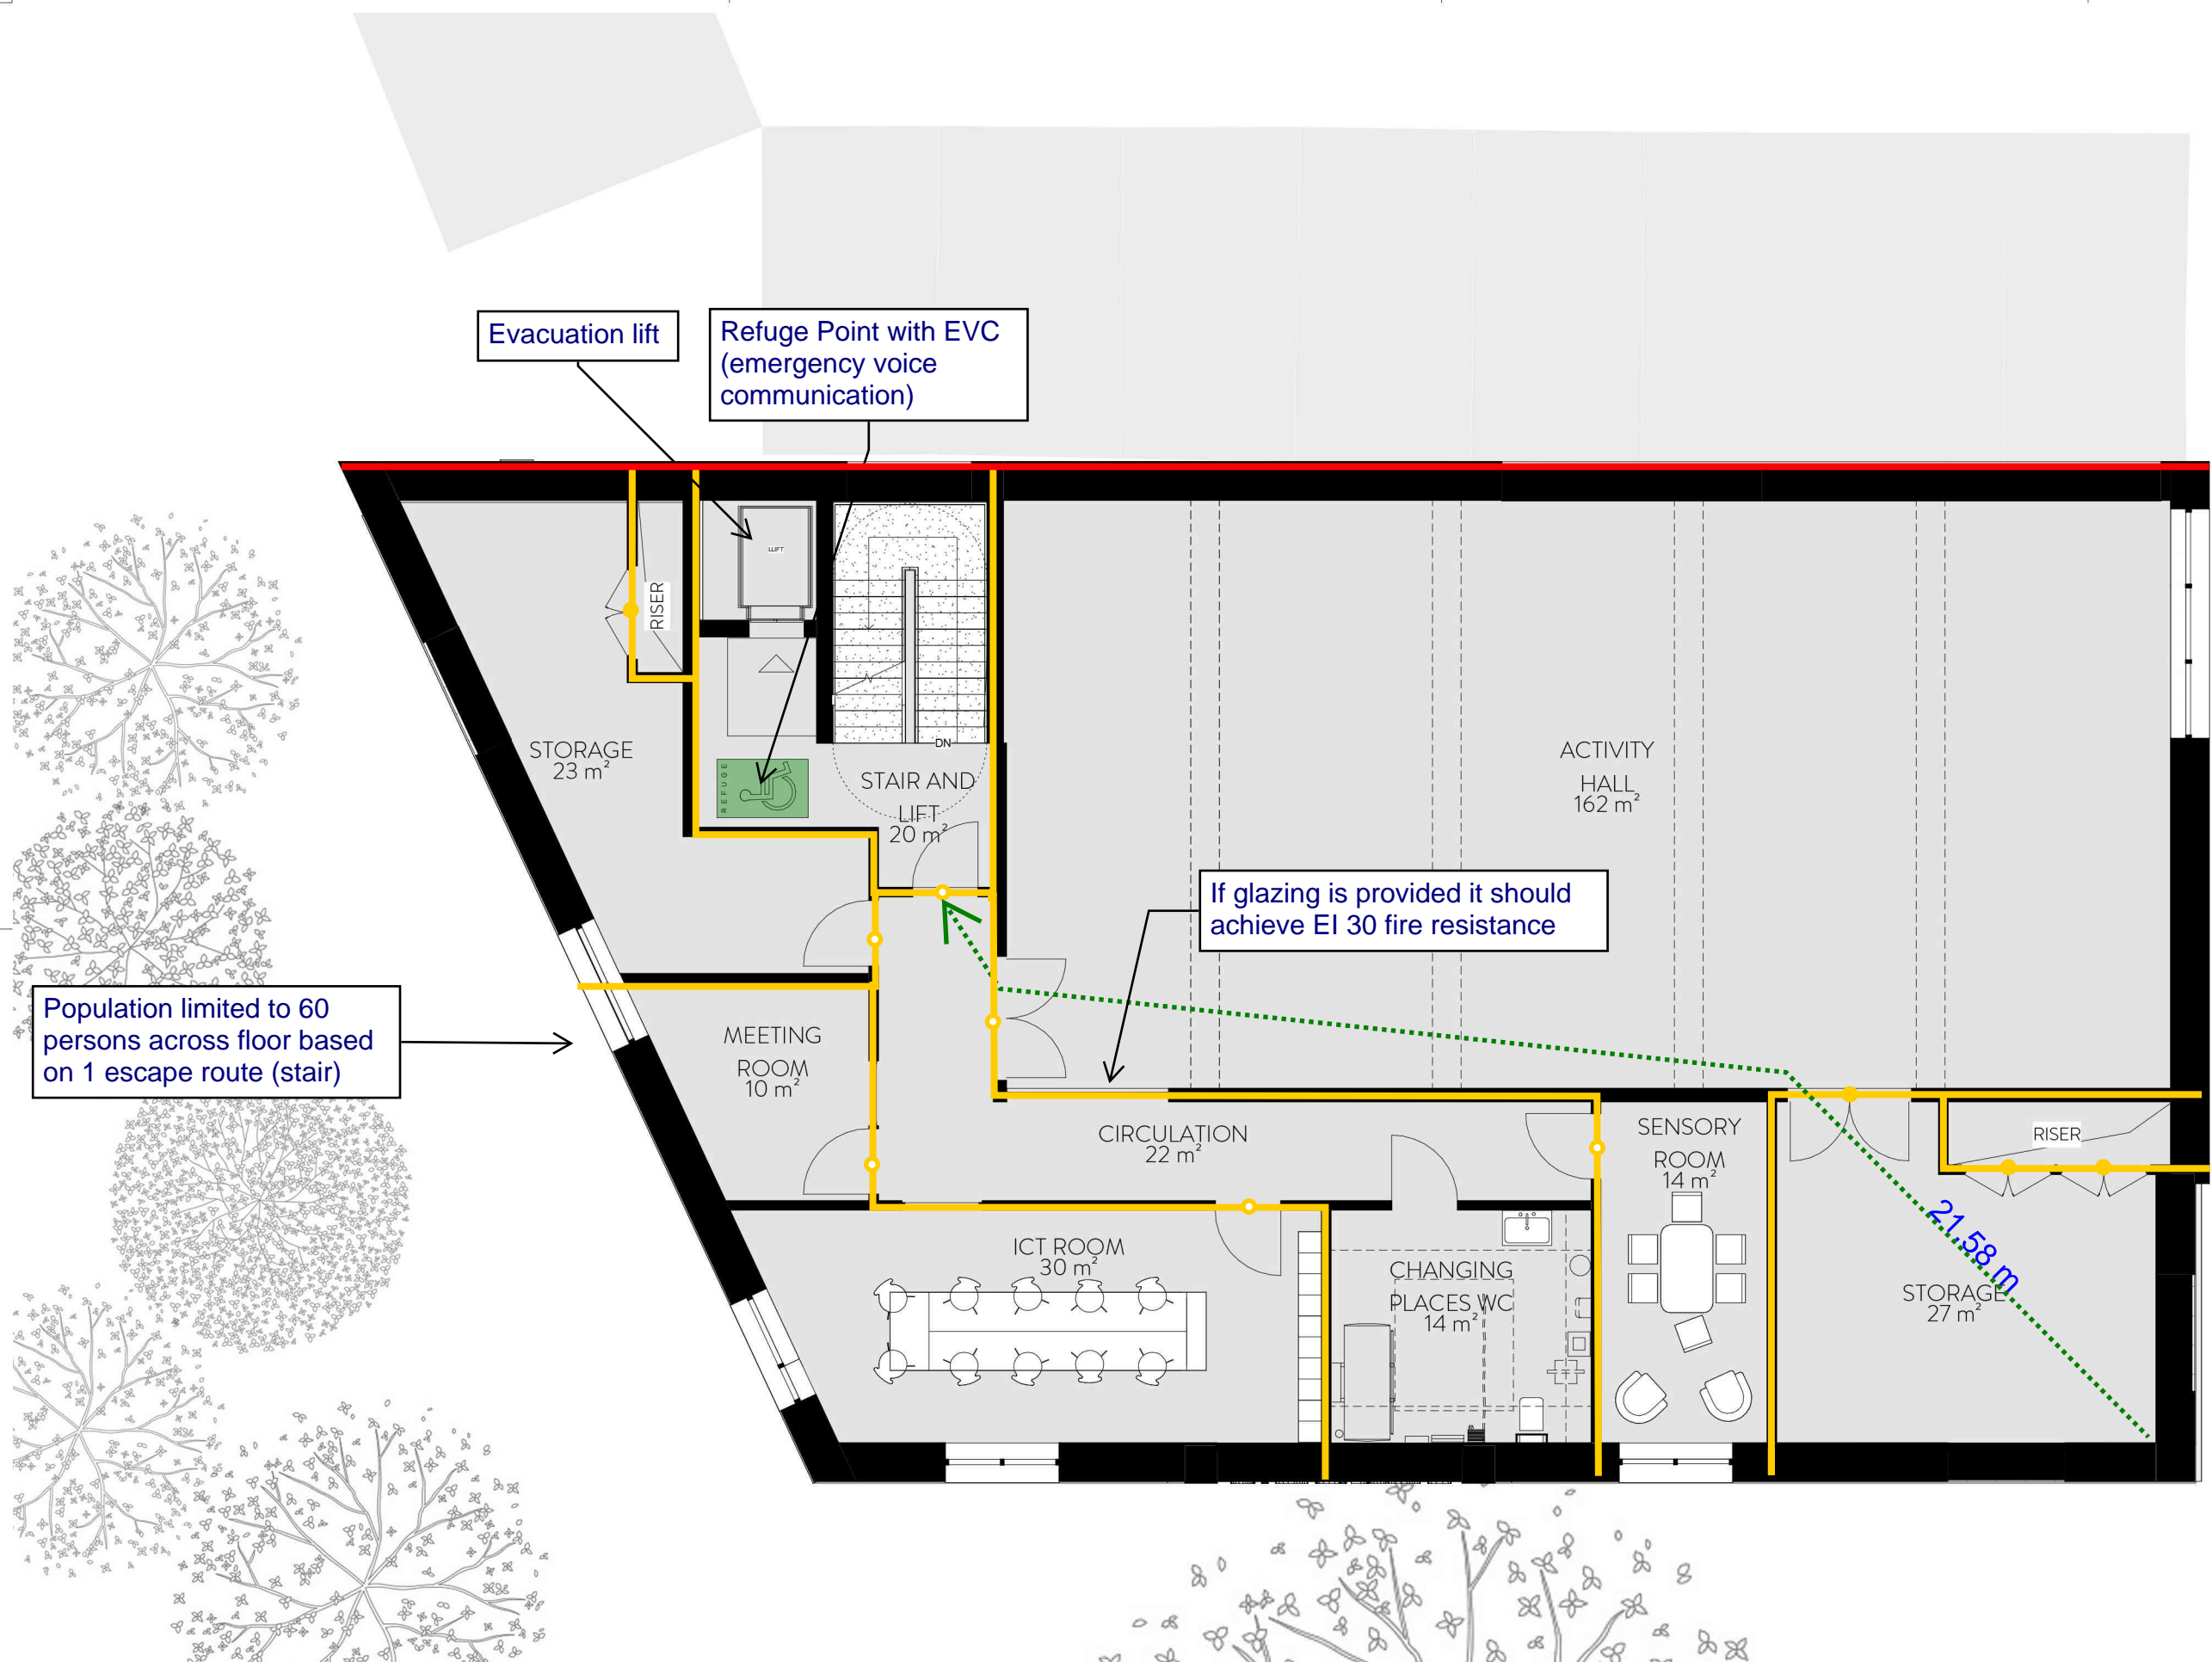 Evacuation lift
Refuge Point with EVC
(emergency voice
communication)
LLIFT
RISER
STORAGE
23 m²
DN
REFUGE
STAIR AND
LIFT
20 m²
ACTIVITY
HALL
162 m²
If glazing is provided it should
achieve EI 30 fire resistance
Population limited to 60
persons across floor based
on 1 escape route (stair)
MEETING
ROOM
10 m²
CIRCULATION
22 m²
SENSORY
ROOM
14 m²
RISER
ICT ROOM
30 m²
CHANGING
PLACES WC
14 m²
21.58 m
STORAGE
27 m²